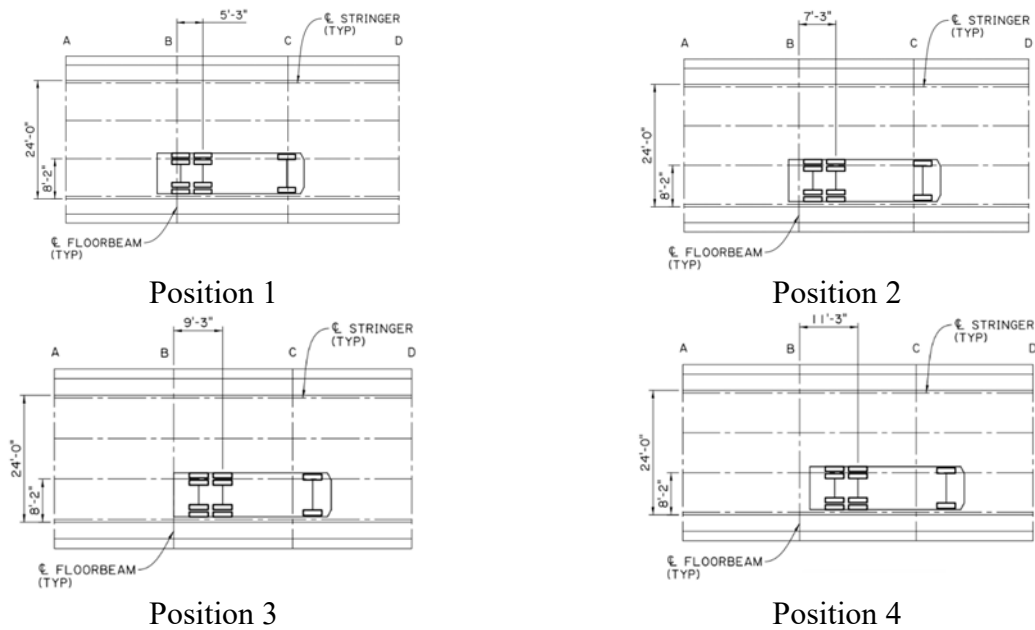 5'-3"
℄ STRINGER
(TYP)
A B C D
24'-0"
8'-2"
℄ FLOORBEAM
(TYP)
Position 1
7'-3"
℄ STRINGER
(TYP)
A B C D
24'-0"
8'-2"
℄ FLOORBEAM
(TYP)
Position 2
9'-3"
℄ STRINGER
(TYP)
A B C D
24'-0"
8'-2"
℄ FLOORBEAM
(TYP)
Position 3
11'-3"
℄ STRINGER
(TYP)
A B C D
24'-0"
8'-2"
℄ FLOORBEAM
(TYP)
Position 4